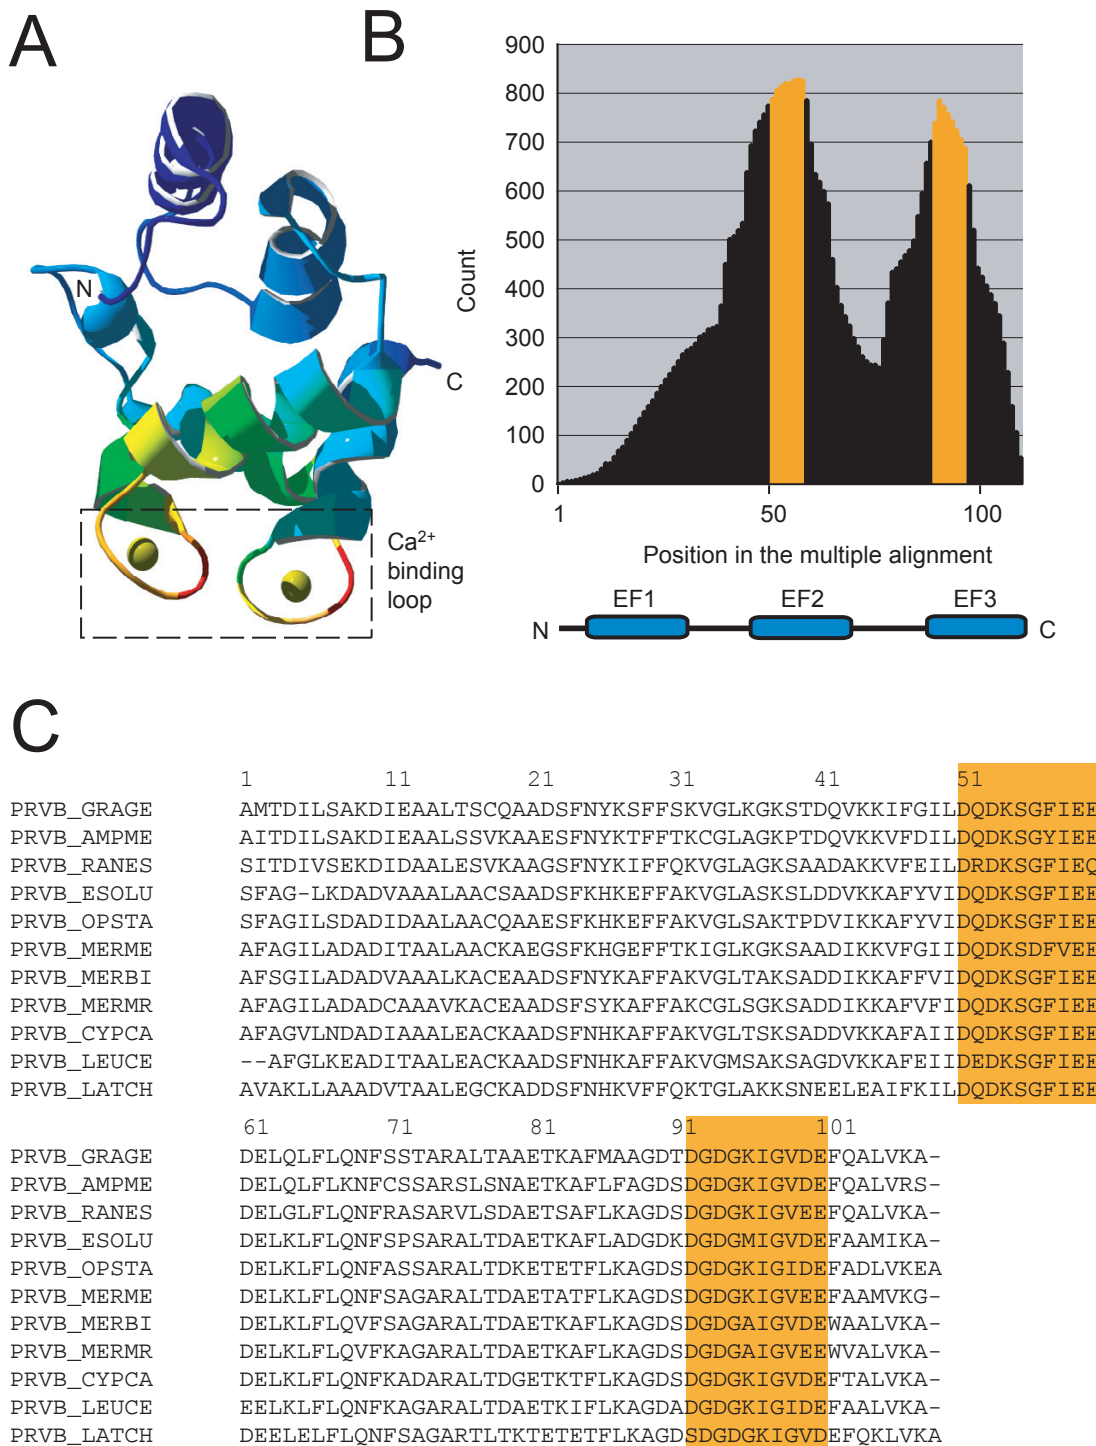 A
B
N
C
Ca2+
binding
loop
900
800
700
600
500
400
300
200
100
0
Count
1 50 100
Position in the multiple alignment
EF1 EF2 EF3
N C
C
1 11 21 31 41 51
PRVB_GRAGE AMTDILSAKDIEAALTSCQAADSFNYKSFFSKVGLKGKSTDQVKKIFGILDQDKSGFIEE
PRVB_AMPME AITDILSAKDIEAALSSVKAAESFNYKTFFTKCGLAGKPTDQVKKVFDILDQDKSGYIEE
PRVB_RANES SITDIVSEKDIDAALESVKAAGSFNYKIFFQKVGLAGKSAADAKKVFEILDRDKSGFIEQ
PRVB_ESOLU SFAG-LKDADVAAALAACSAADSFKHKEFFAKVGLASKSLDDVKKAFYVIDQDKSGFIEE
PRVB_OPSTA SFAGILSDADIDAALAACQAAESFKHKEFFAKVGLSAKTPDVIKKAFYVIDQDKSGFIEE
PRVB_MERME AFAGILADADITAALAACKAEGSFKHGEFFTKIGLKGKSAADIKKVFGIIDQDKSDFVEE
PRVB_MERBI AFSGILADADVAAALKACEAADSFNYKAFFAKVGLTAKSADDIKKAFFVIDQDKSGFIEE
PRVB_MERMR AFAGILADADCAAAVKACEAADSFSYKAFFAKCGLSGKSADDIKKAFVFIDQDKSGFIEE
PRVB_CYPCA AFAGVLNDADIAAALEACKAADSFNHKAFFAKVGLTSKSADDVKKAFAIIDQDKSGFIEE
PRVB_LEUCE --AFGLKEADITAALEACKAADSFNHKAFFAKVGMSAKSAGDVKKAFEIIDEDKSGFIEE
PRVB_LATCH AVAKLLAAADVTAALEGCKADDSFNHKVFFQKTGLAKKSNEELEAIFKILDQDKSGFIEE
61 71 81 91 101
PRVB_GRAGE DELQLFLQNFSSTARALTAAETKAFMAAGDTDGDGKIGVDEFQALVKA-
PRVB_AMPME DELQLFLKNFCSSARSLSNAETKAFLFAGDSDGDGKIGVDEFQALVRS-
PRVB_RANES DELGLFLQNFRASARVLSDAETSAFLKAGDSDGDGKIGVEEFQALVKA-
PRVB_ESOLU DELKLFLQNFSPSARALTDAETKAFLADGDKDGDGMIGVDEFAAMIKA-
PRVB_OPSTA DELKLFLQNFASSARALTDKETETFLKAGDSDGDGKIGIDEFADLVKEA
PRVB_MERME DELKLFLQNFSAGARALTDAETATFLKAGDSDGDGKIGVEEFAAMVKG-
PRVB_MERBI DELKLFLQVFSAGARALTDAETKAFLKAGDSDGDGAIGVDEWAALVKA-
PRVB_MERMR DELKLFLQVFKAGARALTDAETKAFLKAGDSDGDGAIGVEEWVALVKA-
PRVB_CYPCA DELKLFLQNFKADARALTDGETKTFLKAGDSDGDGKIGVDEFTALVKA-
PRVB_LEUCE EELKLFLQNFKAGARALTDAETKIFLKAGDADGDGKIGIDEFAALVKA-
PRVB_LATCH DEELELFLQNFSAGARTLTKTETETFLKAGDSDGDGKIGVDEFQKLVKA